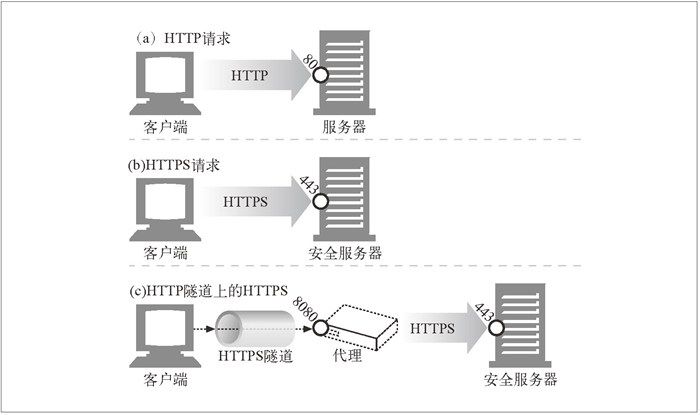 (a) HTTP请求
HTTP
80
客户端
服务器
(b)HTTPS请求
HTTPS
443
客户端
安全服务器
(c)HTTP隧道上的HTTPS
8080
HTTPS
443
HTTPS隧道
代理
客户端
安全服务器